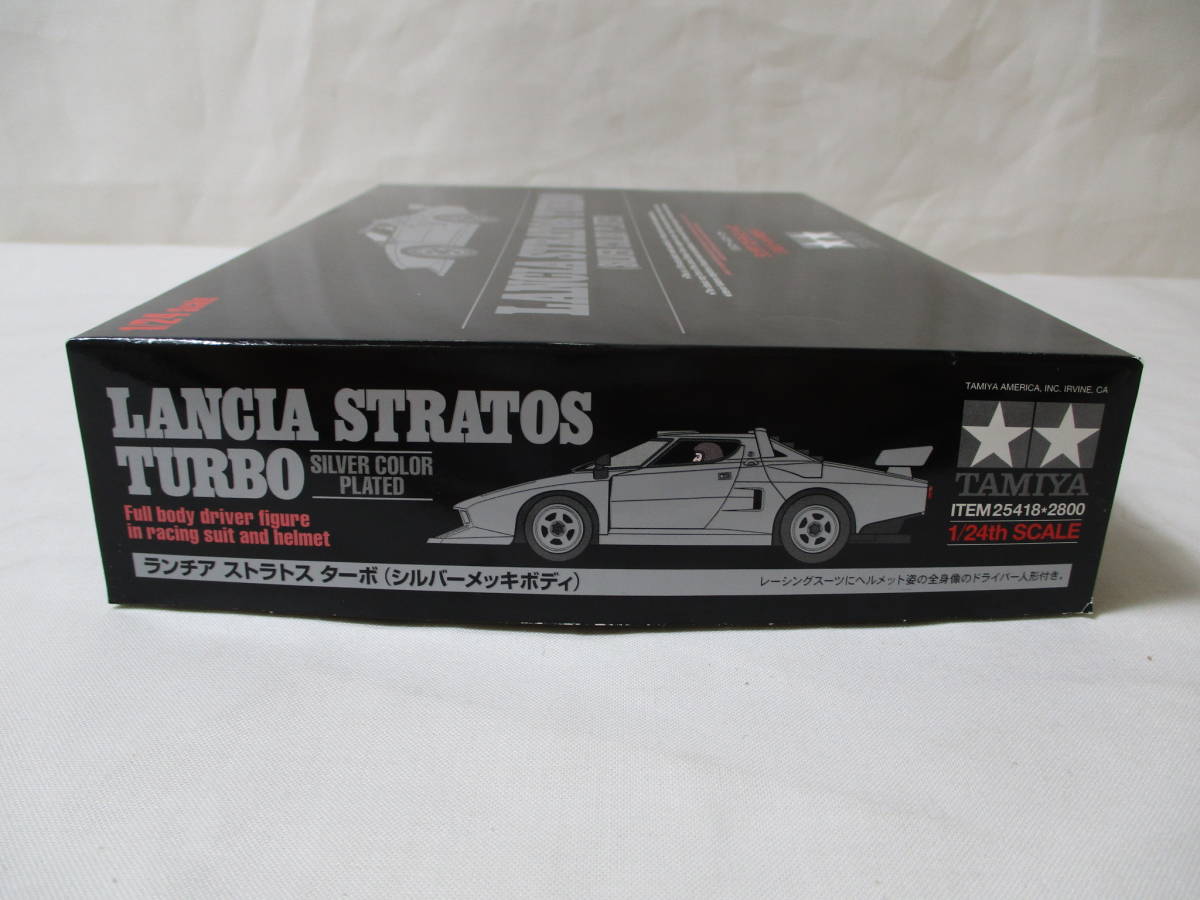 1/24 Scale
LANCIA STRATOS
TURBO
SILVER COLOR
PLATED
Full body driver figure
in racing suit and helmet
ランチア ストラトス ターボ(シルバーメッキボディ)
TAMIYA AMERICA, INC. IRVINE, CA
TAMIYA
ITEM 25418*2800
1/24th SCALE
レーシングスーツにヘルメット姿の全身像のドライバー人形付き。